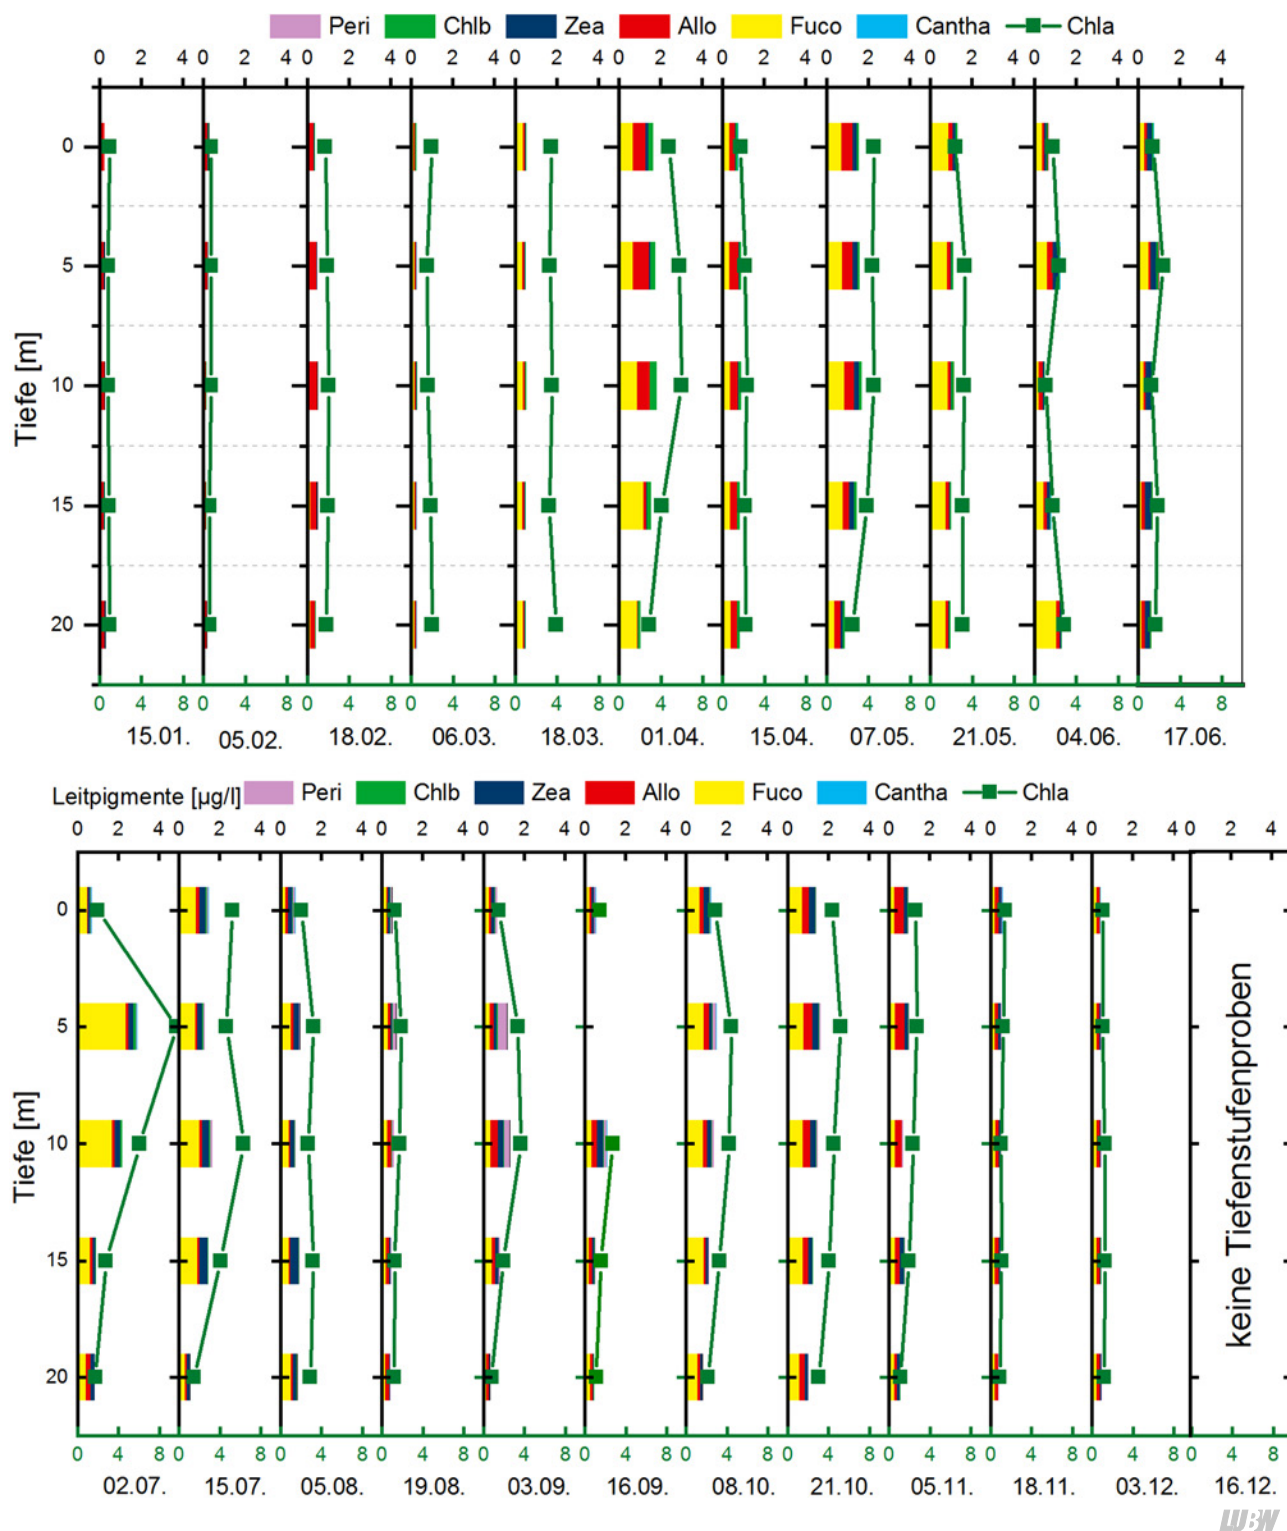 Peri Chlb Zea Allo Fuco Cantha Chla
0 2 4 0 2 4 0 2 4 0 2 4 0 2 4 0 2 4 0 2 4 0 2 4 0 2 4 0 2 4 0 2 4
0
5
10
15
20
Tiefe [m]
0 4 8 0 4 8 0 4 8 0 4 8 0 4 8 0 4 8 0 4 8 0 4 8 0 4 8 0 4 8 0 4 8
15.01. 05.02. 18.02. 06.03. 18.03. 01.04. 15.04. 07.05. 21.05. 04.06. 17.06.
Leitpigmente [µg/l] Peri Chlb Zea Allo Fuco Cantha Chla
0 2 4 0 2 4 0 2 4 0 2 4 0 2 4 0 2 4 0 2 4 0 2 4 0 2 4 0 2 4 0 2 4 0 2 4
0
5
10
15
20
Tiefe [m]
keine Tiefenstufenproben
0 4 8 0 4 8 0 4 8 0 4 8 0 4 8 0 4 8 0 4 8 0 4 8 0 4 8 0 4 8 0 4 8 0 4 8
02.07. 15.07. 05.08. 19.08. 03.09. 16.09. 08.10. 21.10. 05.11. 18.11. 03.12. 16.12.
LUBW